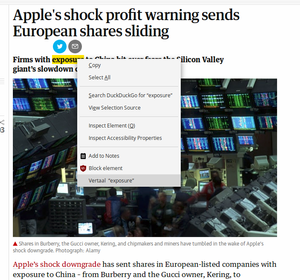 Apple's shock profit warning sends
European shares sliding
Firms with exposure to China hit
Silicon Valley
giant's slowdown
Copy
Select All
Search DuckDuckGo for "exposure"
View Selection Source
Inspect Element (Q)
Inspect Accessibility Properties
Add to Notes
Block element
Vertaal "exposure"
Shares in Burberry, the Gucci owner, Kering, and chipmakers and miners have tumbled in the wake of Apple's
shock downgrade. Photograph: Alamy
Apple's shock downgrade has sent shares in European-listed companies with
exposure to China - from Burberry and the Gucci owner, Kering, to